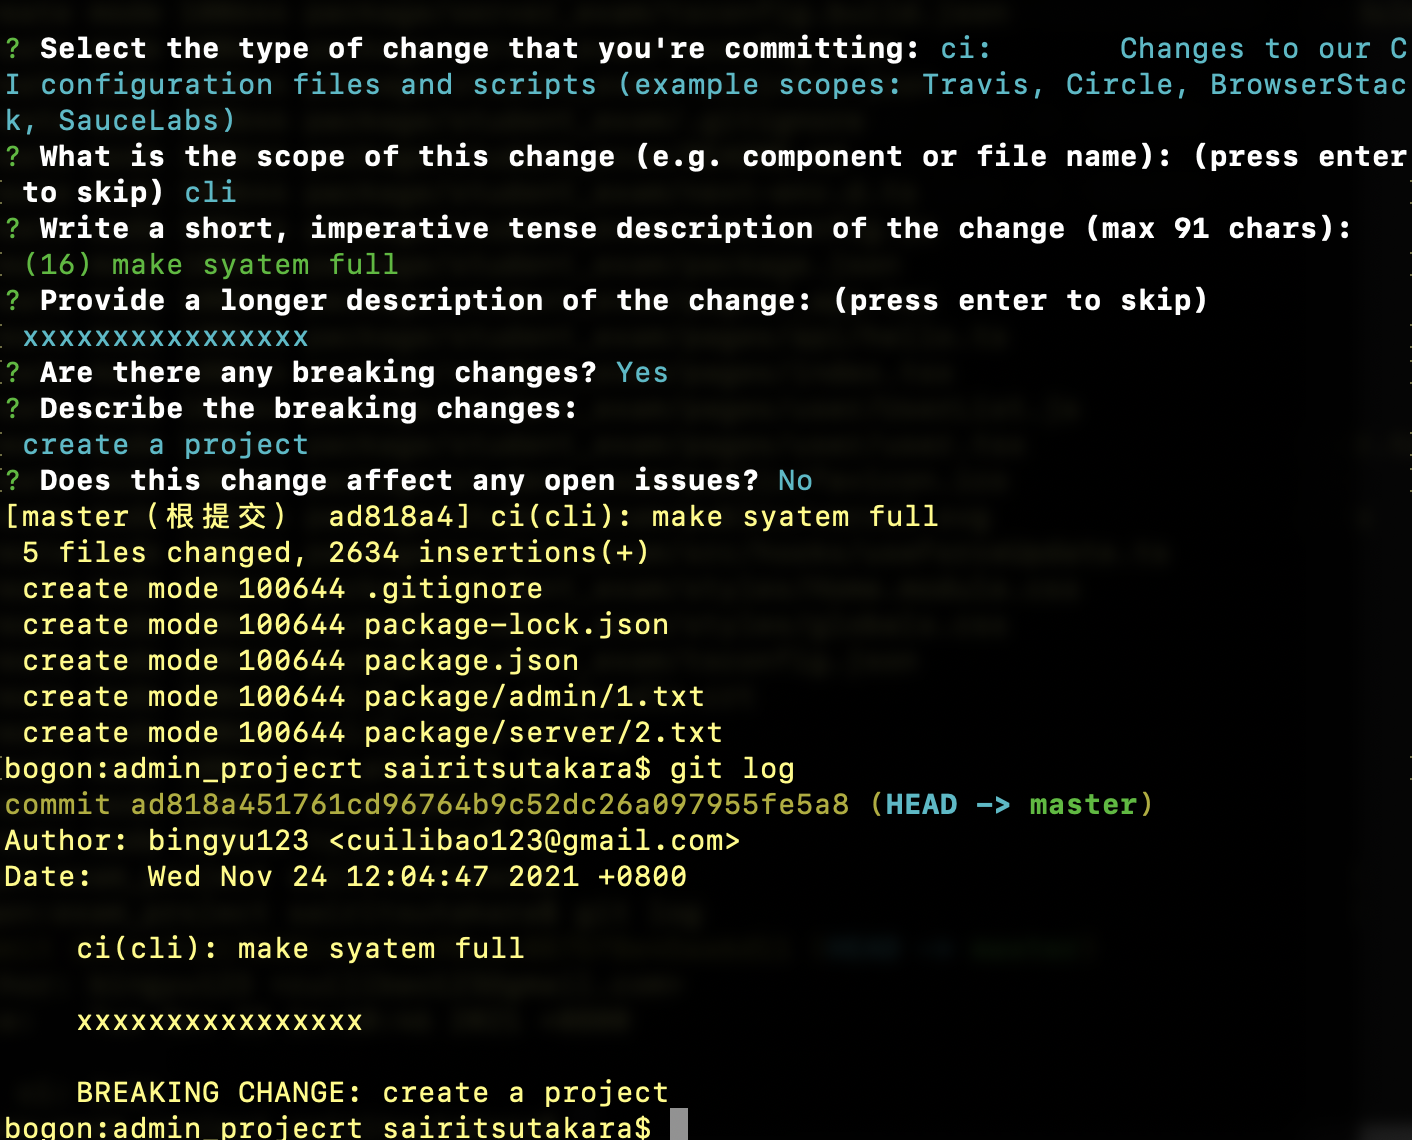 ? Select the type of change that you're committing: ci:       Changes to our C
I configuration files and scripts (example scopes: Travis, Circle, BrowserStac
k, SauceLabs)
? What is the scope of this change (e.g. component or file name): (press enter
 to skip) cli
? Write a short, imperative tense description of the change (max 91 chars):
 (16) make syatem full
? Provide a longer description of the change: (press enter to skip)
 xxxxxxxxxxxxxxxx
? Are there any breaking changes? Yes
? Describe the breaking changes:
 create a project
? Does this change affect any open issues? No
[master（根提交） ad818a4] ci(cli): make syatem full
 5 files changed, 2634 insertions(+)
 create mode 100644 .gitignore
 create mode 100644 package-lock.json
 create mode 100644 package.json
 create mode 100644 package/admin/1.txt
 create mode 100644 package/server/2.txt
bogon:admin_projecrt sairitsutakara$ git log
commit ad818a451761cd96764b9c52dc26a097955fe5a8 (HEAD -> master)
Author: bingyu123 <cuilibao123@gmail.com>
Date:   Wed Nov 24 12:04:47 2021 +0800
    ci(cli): make syatem full
    xxxxxxxxxxxxxxxx
    BREAKING CHANGE: create a project
bogon:admin_projecrt sairitsutakara$